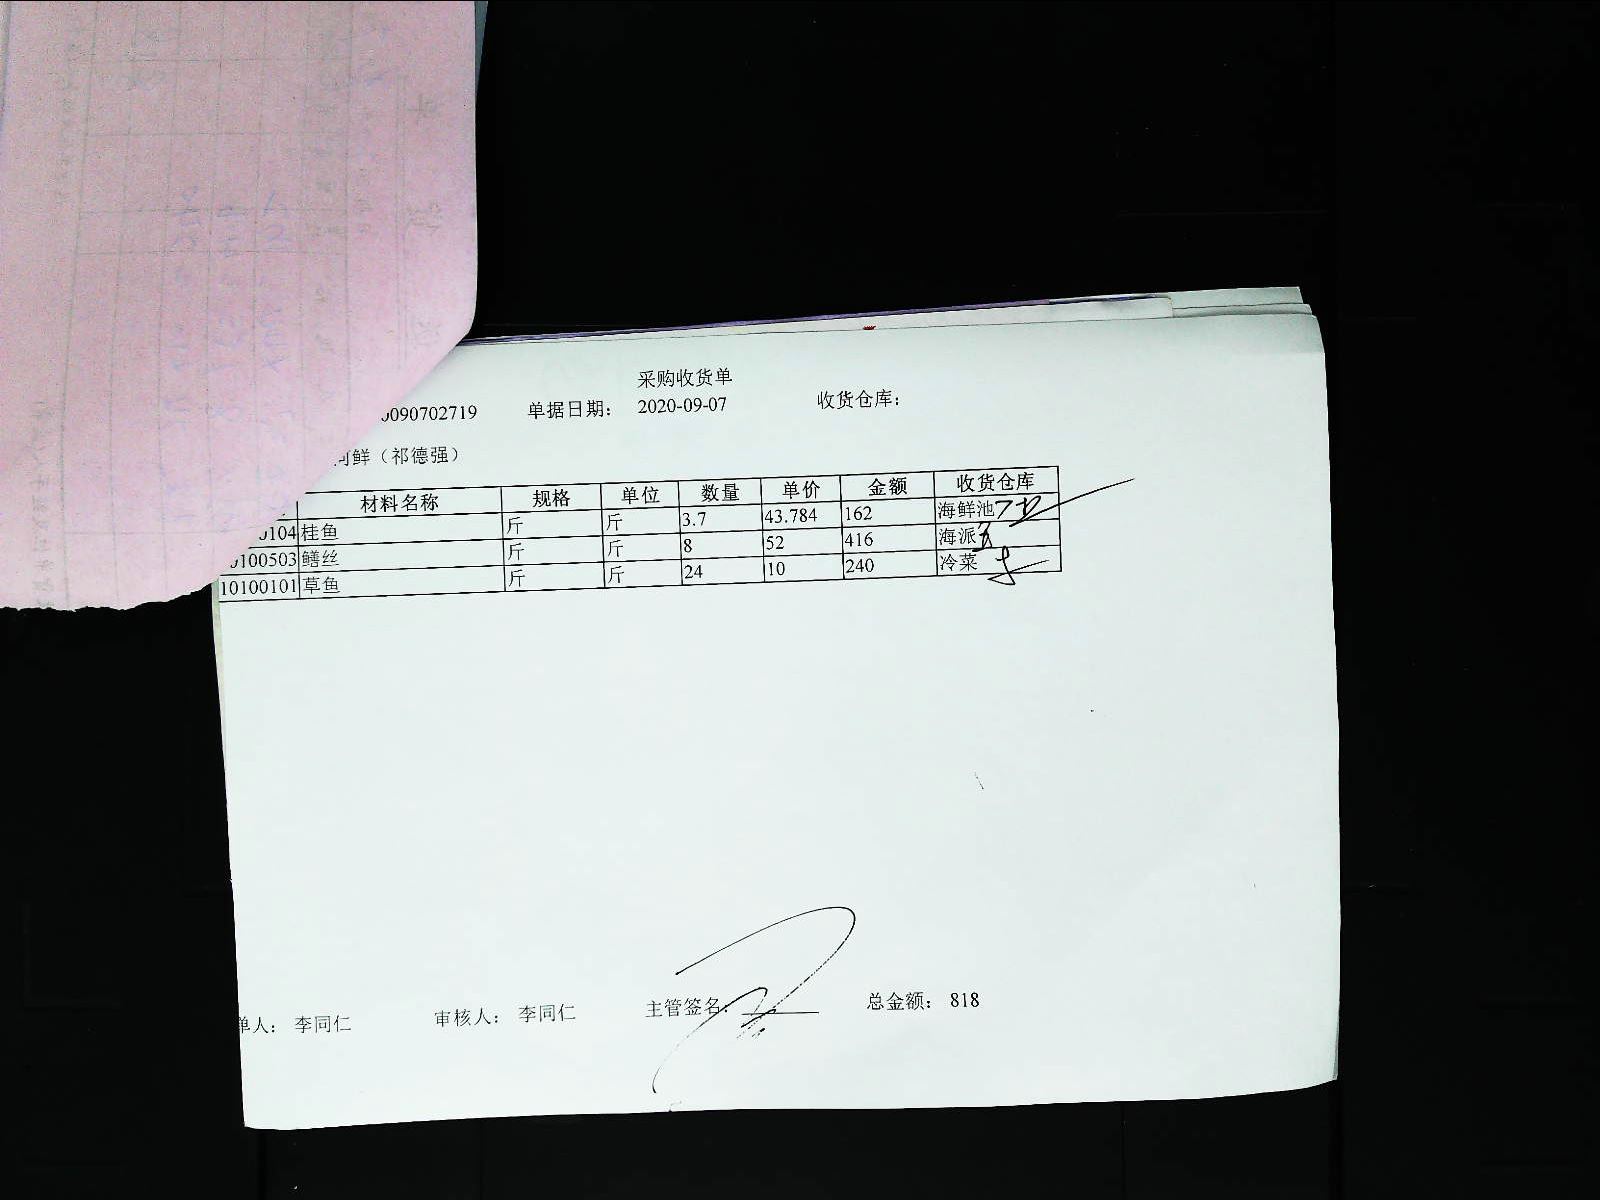 采购收货单
0090702719 单据日期： 2020-09-07 收货仓库：
河鲜（祁德强）
材料名称 规格 单位 数量 单价 金额 收货仓库
0104 桂鱼 斤 斤 3.7 43.784 162 海鲜池
0100503 鳝丝 斤 斤 8 52 416 海派
10100101 草鱼 斤 斤 24 10 240 冷菜
单人： 李同仁 审核人： 李同仁 主管签名： 总金额： 818